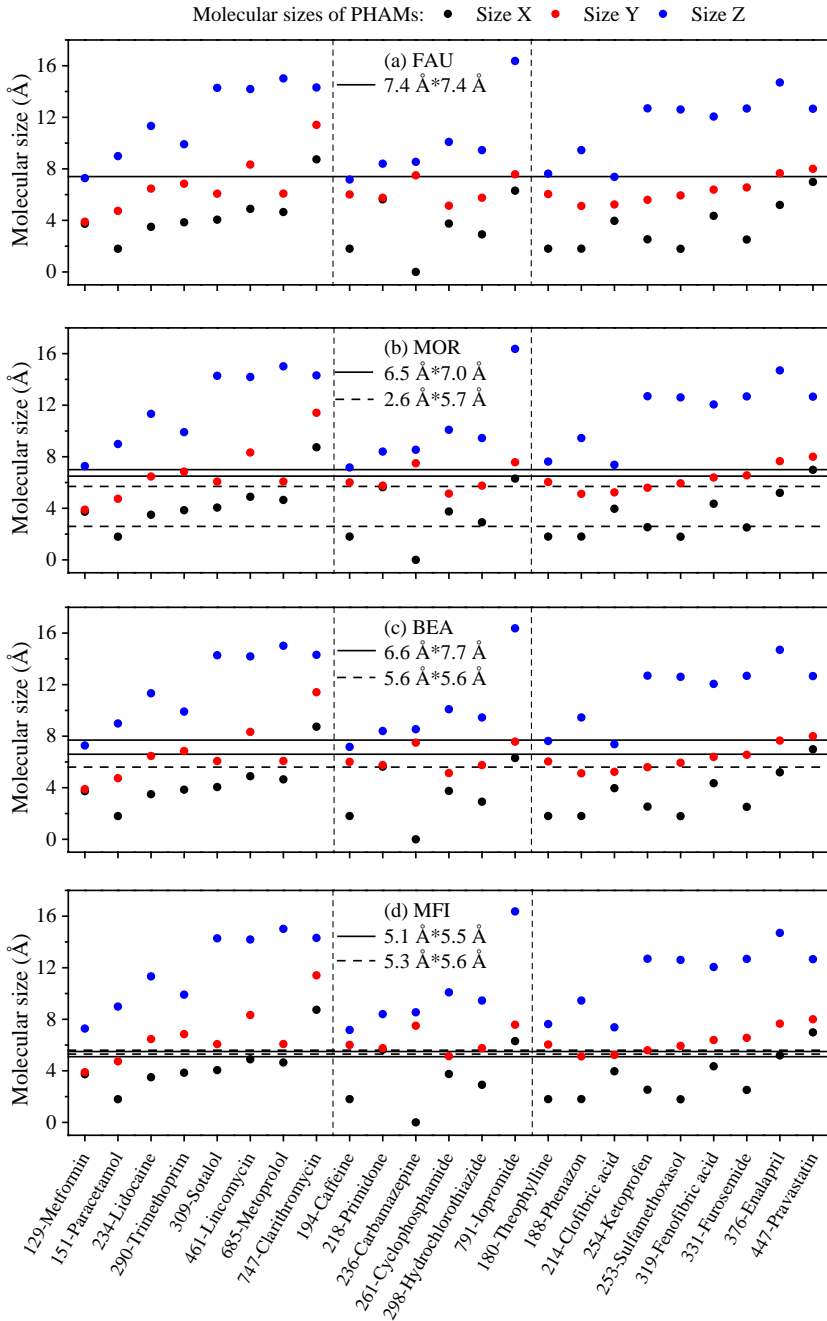 Molecular sizes of PHAMs: Size X Size Y Size Z
(a) FAU
7.4 Å*7.4 Å
Molecular size (Å)
16
12
8
4
0
(b) MOR
6.5 Å*7.0 Å
2.6 Å*5.7 Å
Molecular size (Å)
16
12
8
4
0
(c) BEA
6.6 Å*7.7 Å
5.6 Å*5.6 Å
Molecular size (Å)
16
12
8
4
0
(d) MFI
5.1 Å*5.5 Å
5.3 Å*5.6 Å
Molecular size (Å)
16
12
8
4
0
129-Metformin
151-Paracetamol
234-Lidocaine
290-Trimethoprim
309-Sotalol
461-Lincomycin
685-Metoprolol
747-Clarithromycin
194-Caffeine
218-Primidone
236-Carbamazepine
261-Cyclophosphamide
298-Hydrochlorothiazide
791-Iopromide
180-Theophylline
188-Phenazon
214-Clofibric acid
254-Ketoprofen
253-Sulfamethoxasol
319-Fenofibric acid
331-Furosemide
376-Enalapril
447-Pravastatin